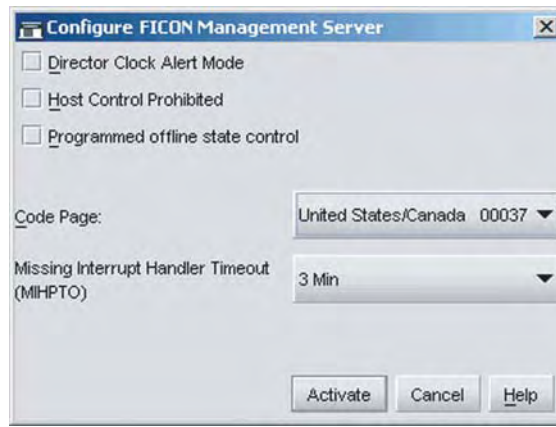 Configure FICON Management Server
Director Clock Alert Mode
Host Control Prohibited
Programmed offline state control
Code Page:
United States/Canada 00037
Missing Interrupt Handler Timeout
(MIHPTO)
3 Min
Activate
Cancel
Help